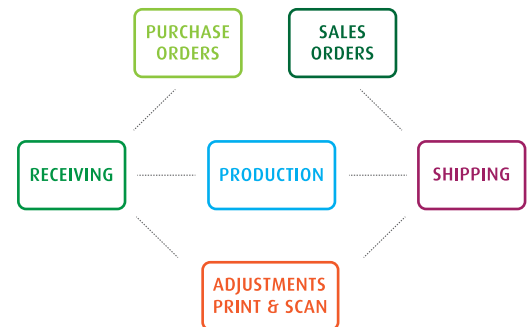 PURCHASE
ORDERS
SALES
ORDERS
RECEIVING
PRODUCTION
SHIPPING
ADJUSTMENTS
PRINT & SCAN